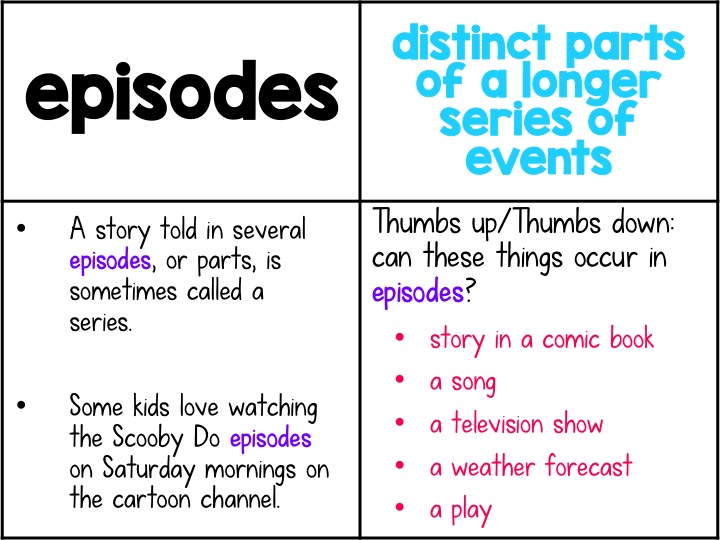 episodes
distinct parts
of a longer
series of
events
• A story told in several
episodes, or parts, is
sometimes called a
series.
• Some kids love watching
the Scooby Do episodes
on Saturday mornings on
the cartoon channel.
Thumbs up/Thumbs down:
can these things occur in
episodes?
• story in a comic book
• a song
• a television show
• a weather forecast
• a play